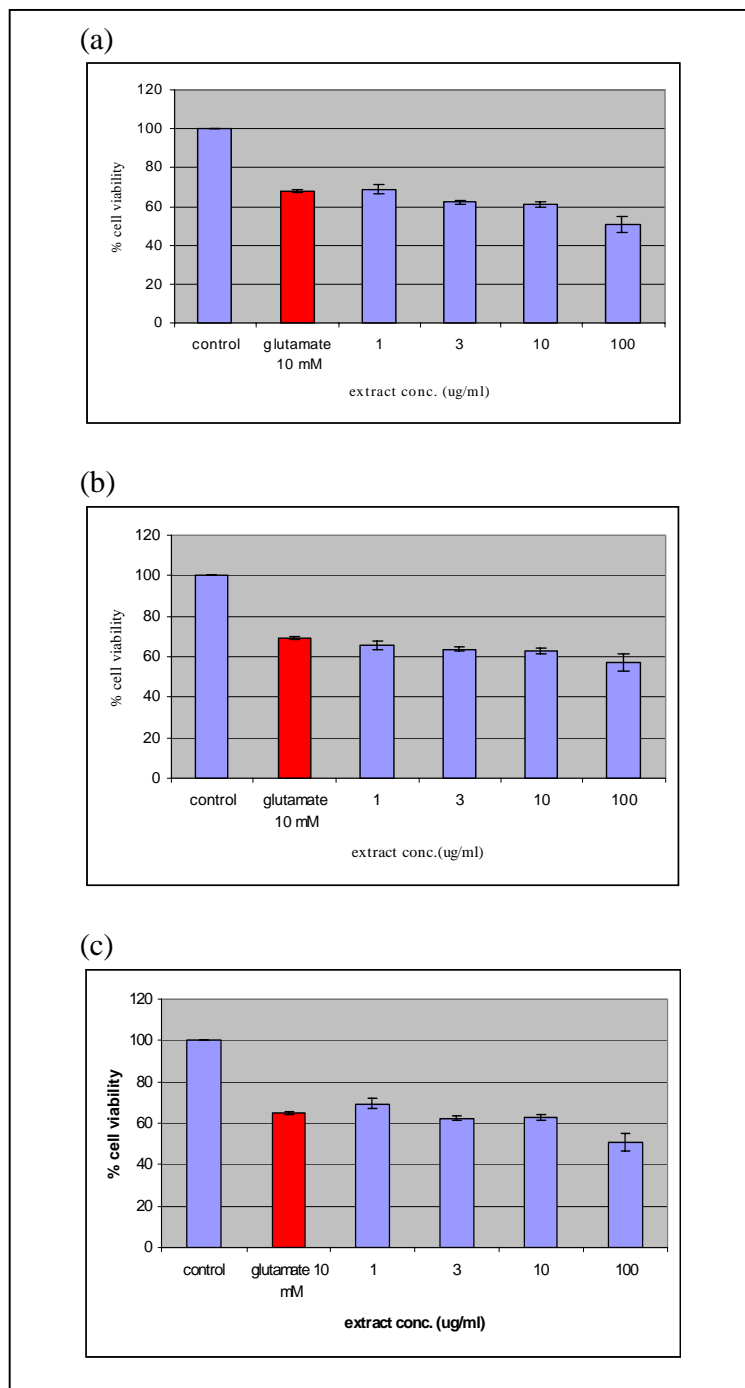 (a)
120
100
80
60
40
20
0
% cell viability
control glutamate 1 3 10 100
10 mM
extract conc. (ug/ml)
(b)
120
100
80
60
40
20
0
% cell viability
control glutamate 1 3 10 100
10 mM
extract conc.(ug/ml)
(c)
120
100
80
60
40
20
0
% cell viability
control glutamate 10 1 3 10 100
mM
extract conc. (ug/ml)